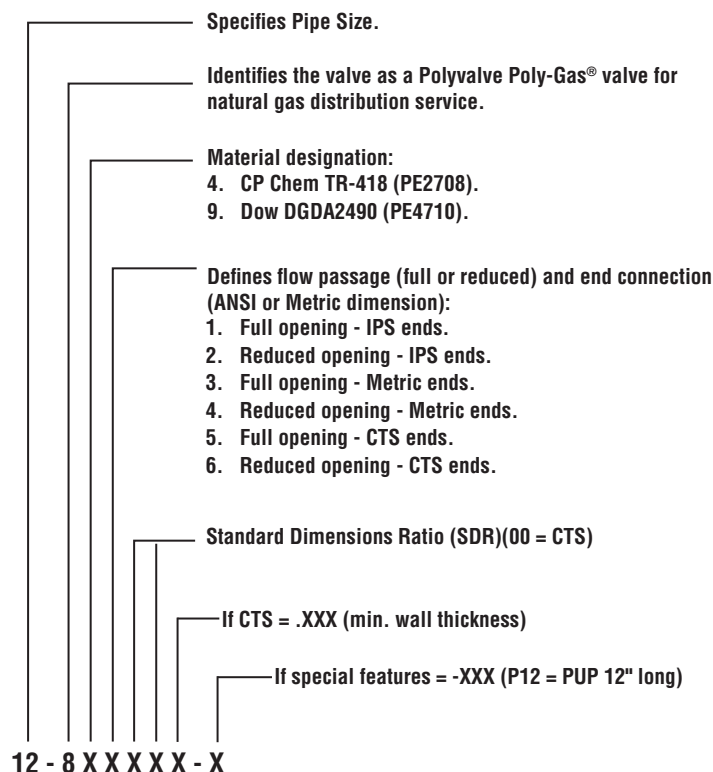 Specifies Pipe Size.
Identifies the valve as a Polyvalve Poly-Gas® valve for
natural gas distribution service.
Material designation:
4. CP Chem TR-418 (PE2708).
9. Dow DGDA2490 (PE4710).
Defines flow passage (full or reduced) and end connection
(ANSI or Metric dimension):
1. Full opening - IPS ends.
2. Reduced opening - IPS ends.
3. Full opening - Metric ends.
4. Reduced opening - Metric ends.
5. Full opening - CTS ends.
6. Reduced opening - CTS ends.
Standard Dimensions Ratio (SDR)(00 = CTS)
If CTS = .XXX (min. wall thickness)
If special features = -XXX (P12 = PUP 12" long)
12 - 8 X X X X X - X